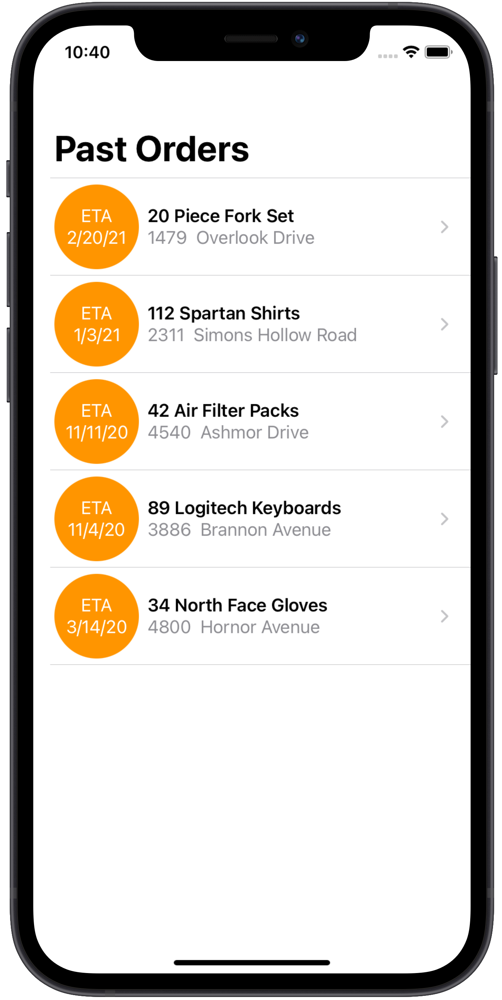 10:40
Past Orders
ETA
2/20/21
20 Piece Fork Set
1479  Overlook Drive
ETA
1/3/21
112 Spartan Shirts
2311  Simons Hollow Road
ETA
11/11/20
42 Air Filter Packs
4540  Ashmor Drive
ETA
11/4/20
89 Logitech Keyboards
3886  Brannon Avenue
ETA
3/14/20
34 North Face Gloves
4800  Hornor Avenue